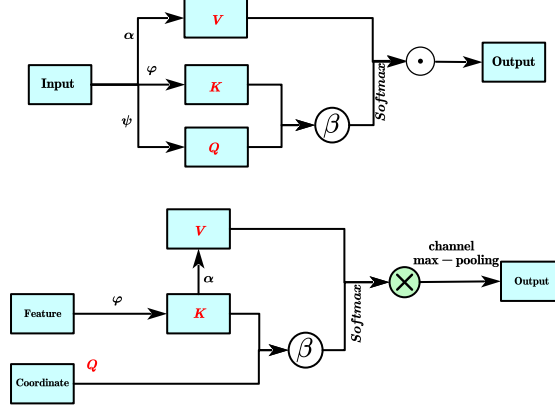 V
α
φ
Input
K
Output
Softmax
β
ψ
Q
V
channel
max − pooling
α
Output
φ
Feature
K
Softmax
β
Q
Coordinate